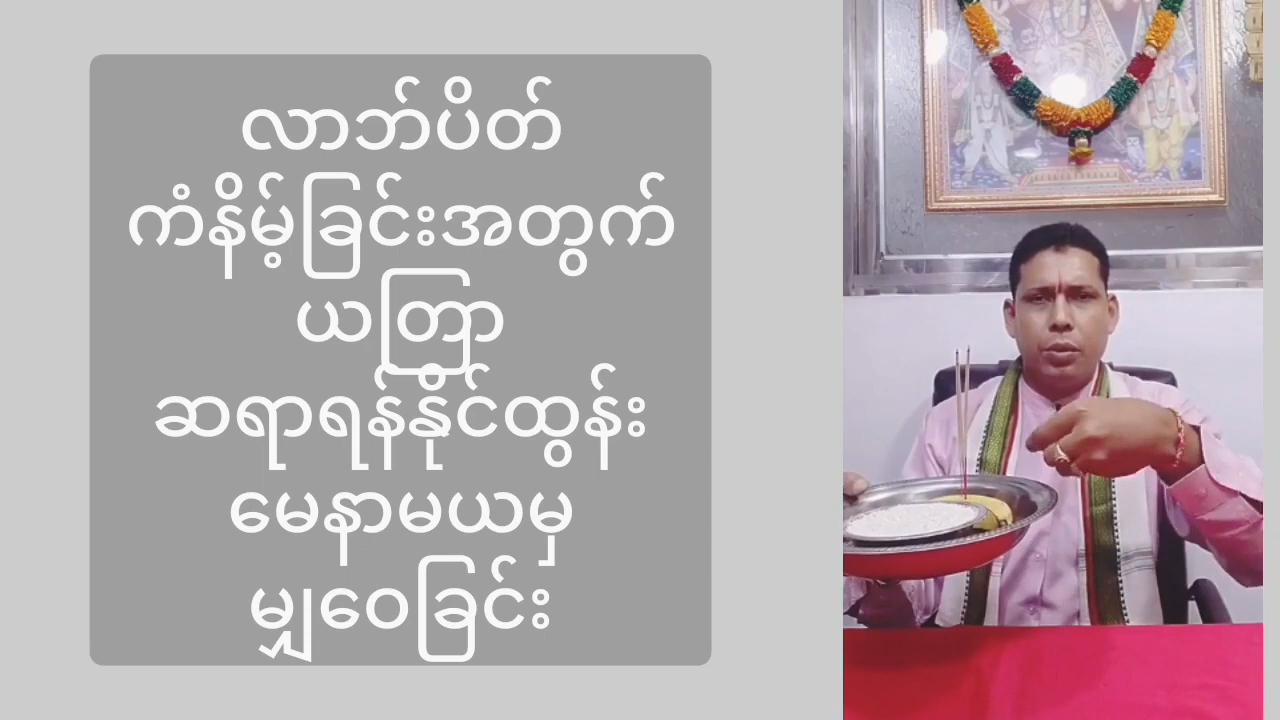 လာဘ်ပိတ်
ကံနိမ့်ခြင်းအတွက်
ယတြာ
ဆရာရန်နိုင်ထွန်း
မေနာမယမှ
မျှဝေခြင်း